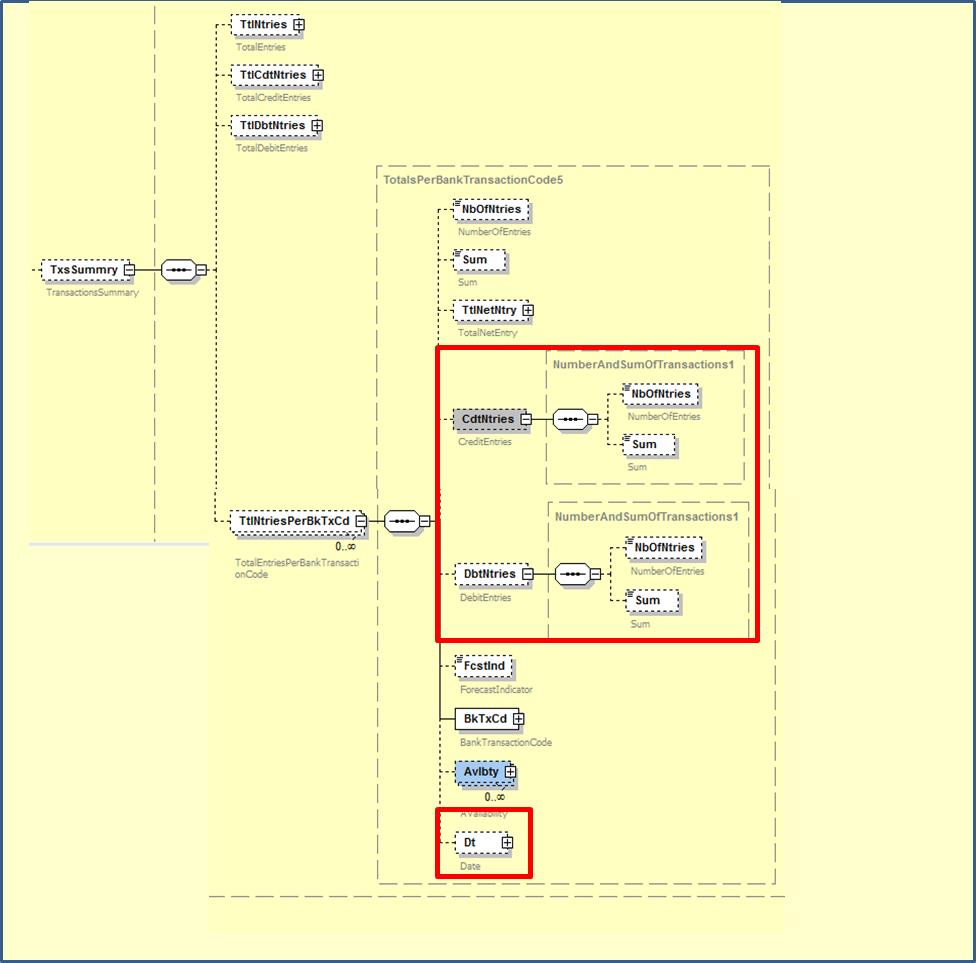 TtlNtries
TotalEntries
TtlCdtNtries
TotalCreditEntries
TtlDbtNtries
TotalDebitEntries
TotalsPerBankTransactionCode5
NbOfNtries
NumberOfEntries
Sum
Sum
TtlNetNtry
TotalNetEntry
TxsSummry
TransactionsSummary
NumberAndSumOfTransactions1
NbOfNtries
NumberOfEntries
CdtNtries
CreditEntries
Sum
Sum
TtlNtriesPerBkTxCd
0..∞
TotalEntriesPerBankTransacti
onCode
NumberAndSumOfTransactions1
NbOfNtries
NumberOfEntries
DbtNtries
DebitEntries
Sum
Sum
FcstInd
ForecastIndicator
BkTxCd
BankTransactionCode
Avlbty
0..∞
Availability
Dt
Date